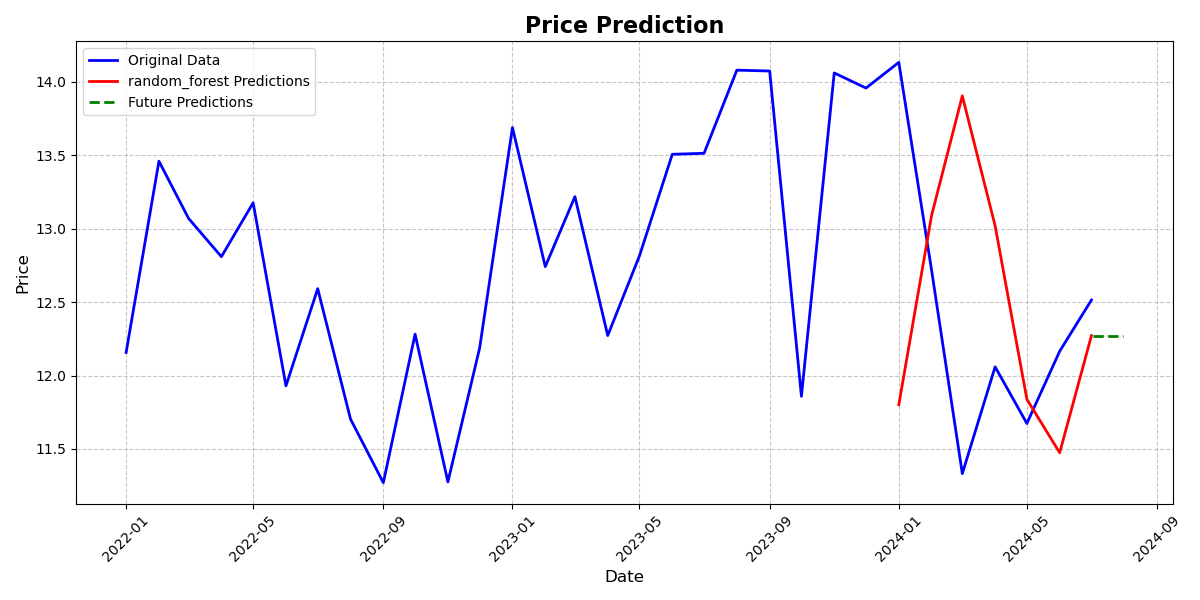 Price Prediction
Original Data
random_forest Predictions
Future Predictions
Price
14.0
13.5
13.0
12.5
12.0
11.5
2022-01
2022-05
2022-09
2023-01
2023-05
2023-09
2024-01
2024-05
2024-09
Date